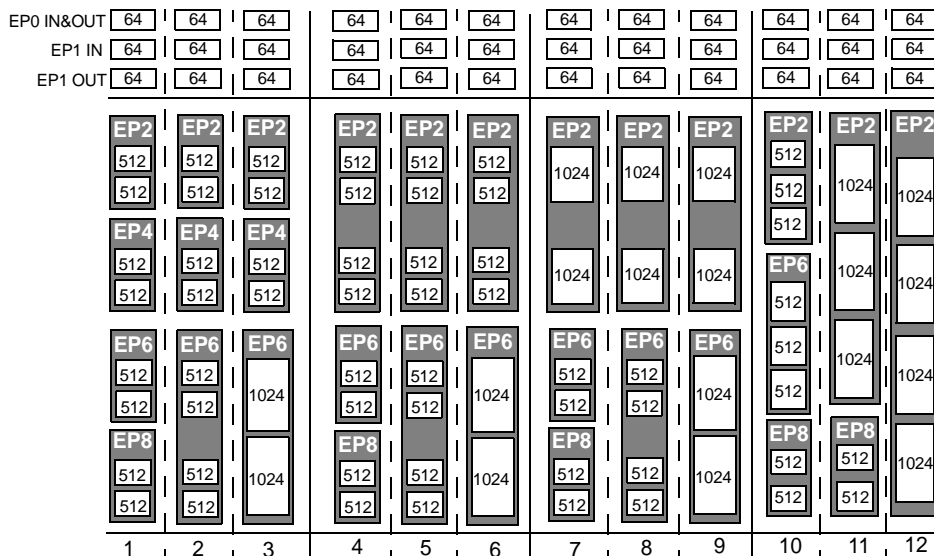 EP0 IN&OUT 64 64 64 64 64 64 64 64 64 64 64 64
EP1 IN 64 64 64 64 64 64 64 64 64 64 64 64
EP1 OUT 64 64 64 64 64 64 64 64 64 64 64 64
EP2 EP2 EP2 EP2 EP2 EP2 EP2 EP2 EP2 EP2 EP2 EP2
512 512 512 512 512 512 1024 1024 1024 512 1024 1024
512 512 512 512 512 512 512
512
EP4 EP4 EP4
512 512 512 512 512 512 1024 1024 1024 EP6 1024 1024
512 512 512 512 512 512 512
EP6 EP6 EP6 EP6 EP6 EP6 EP6 EP6 EP6 512 1024
512 512 512 512 512 512 512 1024
512 512 1024 512 512 1024 512 512 1024
EP8 EP8 EP8 EP8 EP8
512 512 1024 512 512 1024 512 512 1024 512 512 1024
512 512 512 512 512 512 512 512
1 2 3 4 5 6 7 8 9 10 11 12